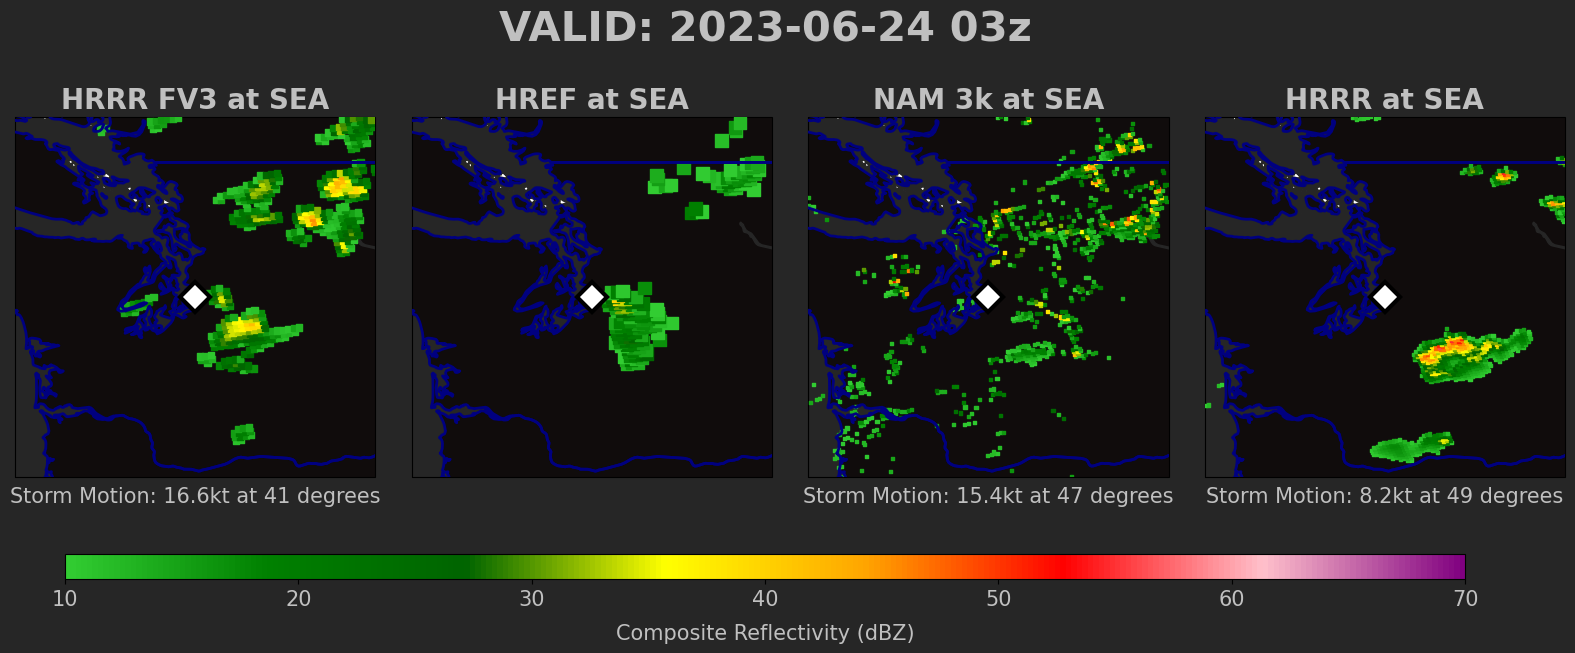 VALID: 2023-06-24 03z
HRRR FV3 at SEA
HREF at SEA
NAM 3k at SEA
HRRR at SEA
Storm Motion: 16.6kt at 41 degrees
Storm Motion: 15.4kt at 47 degrees
Storm Motion: 8.2kt at 49 degrees
10 20 30 40 50 60 70
Composite Reflectivity (dBZ)